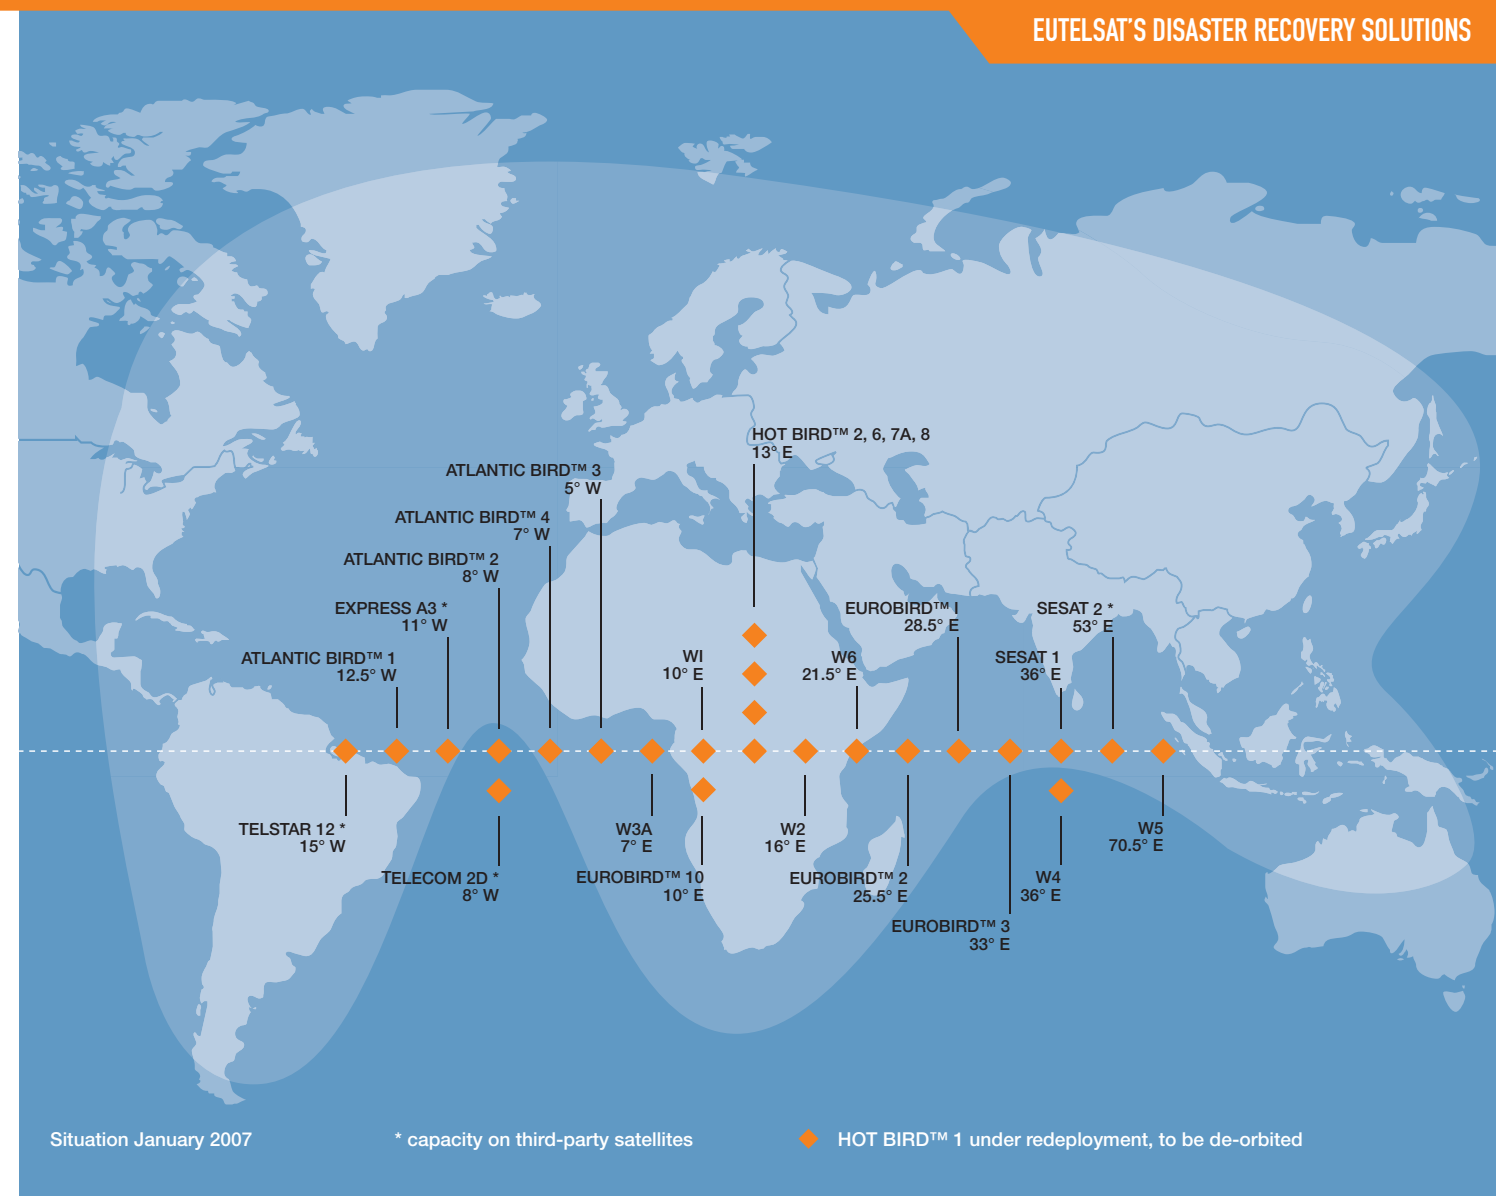 EUTELSAT'S DISASTER RECOVERY SOLUTIONS
HOT BIRD™ 2, 6, 7A, 8
13° E
ATLANTIC BIRD™ 3
5° W
ATLANTIC BIRD™ 4
7° W
ATLANTIC BIRD™ 2
8° W
EXPRESS A3 *
11° W
ATLANTIC BIRD™ 1
12.5° W
WI
10° E
W6
21.5° E
EUROBIRD™ I
28.5° E
SESAT 1
36° E
SESAT 2 *
53° E
TELSTAR 12 *
15° W
TELECOM 2D *
8° W
W3A
7° E
EUROBIRD™ 10
10° E
W2
16° E
EUROBIRD™ 2
25.5° E
EUROBIRD™ 3
33° E
W4
36° E
W5
70.5° E
Situation January 2007
* capacity on third-party satellites
HOT BIRD™ 1 under redeployment, to be de-orbited